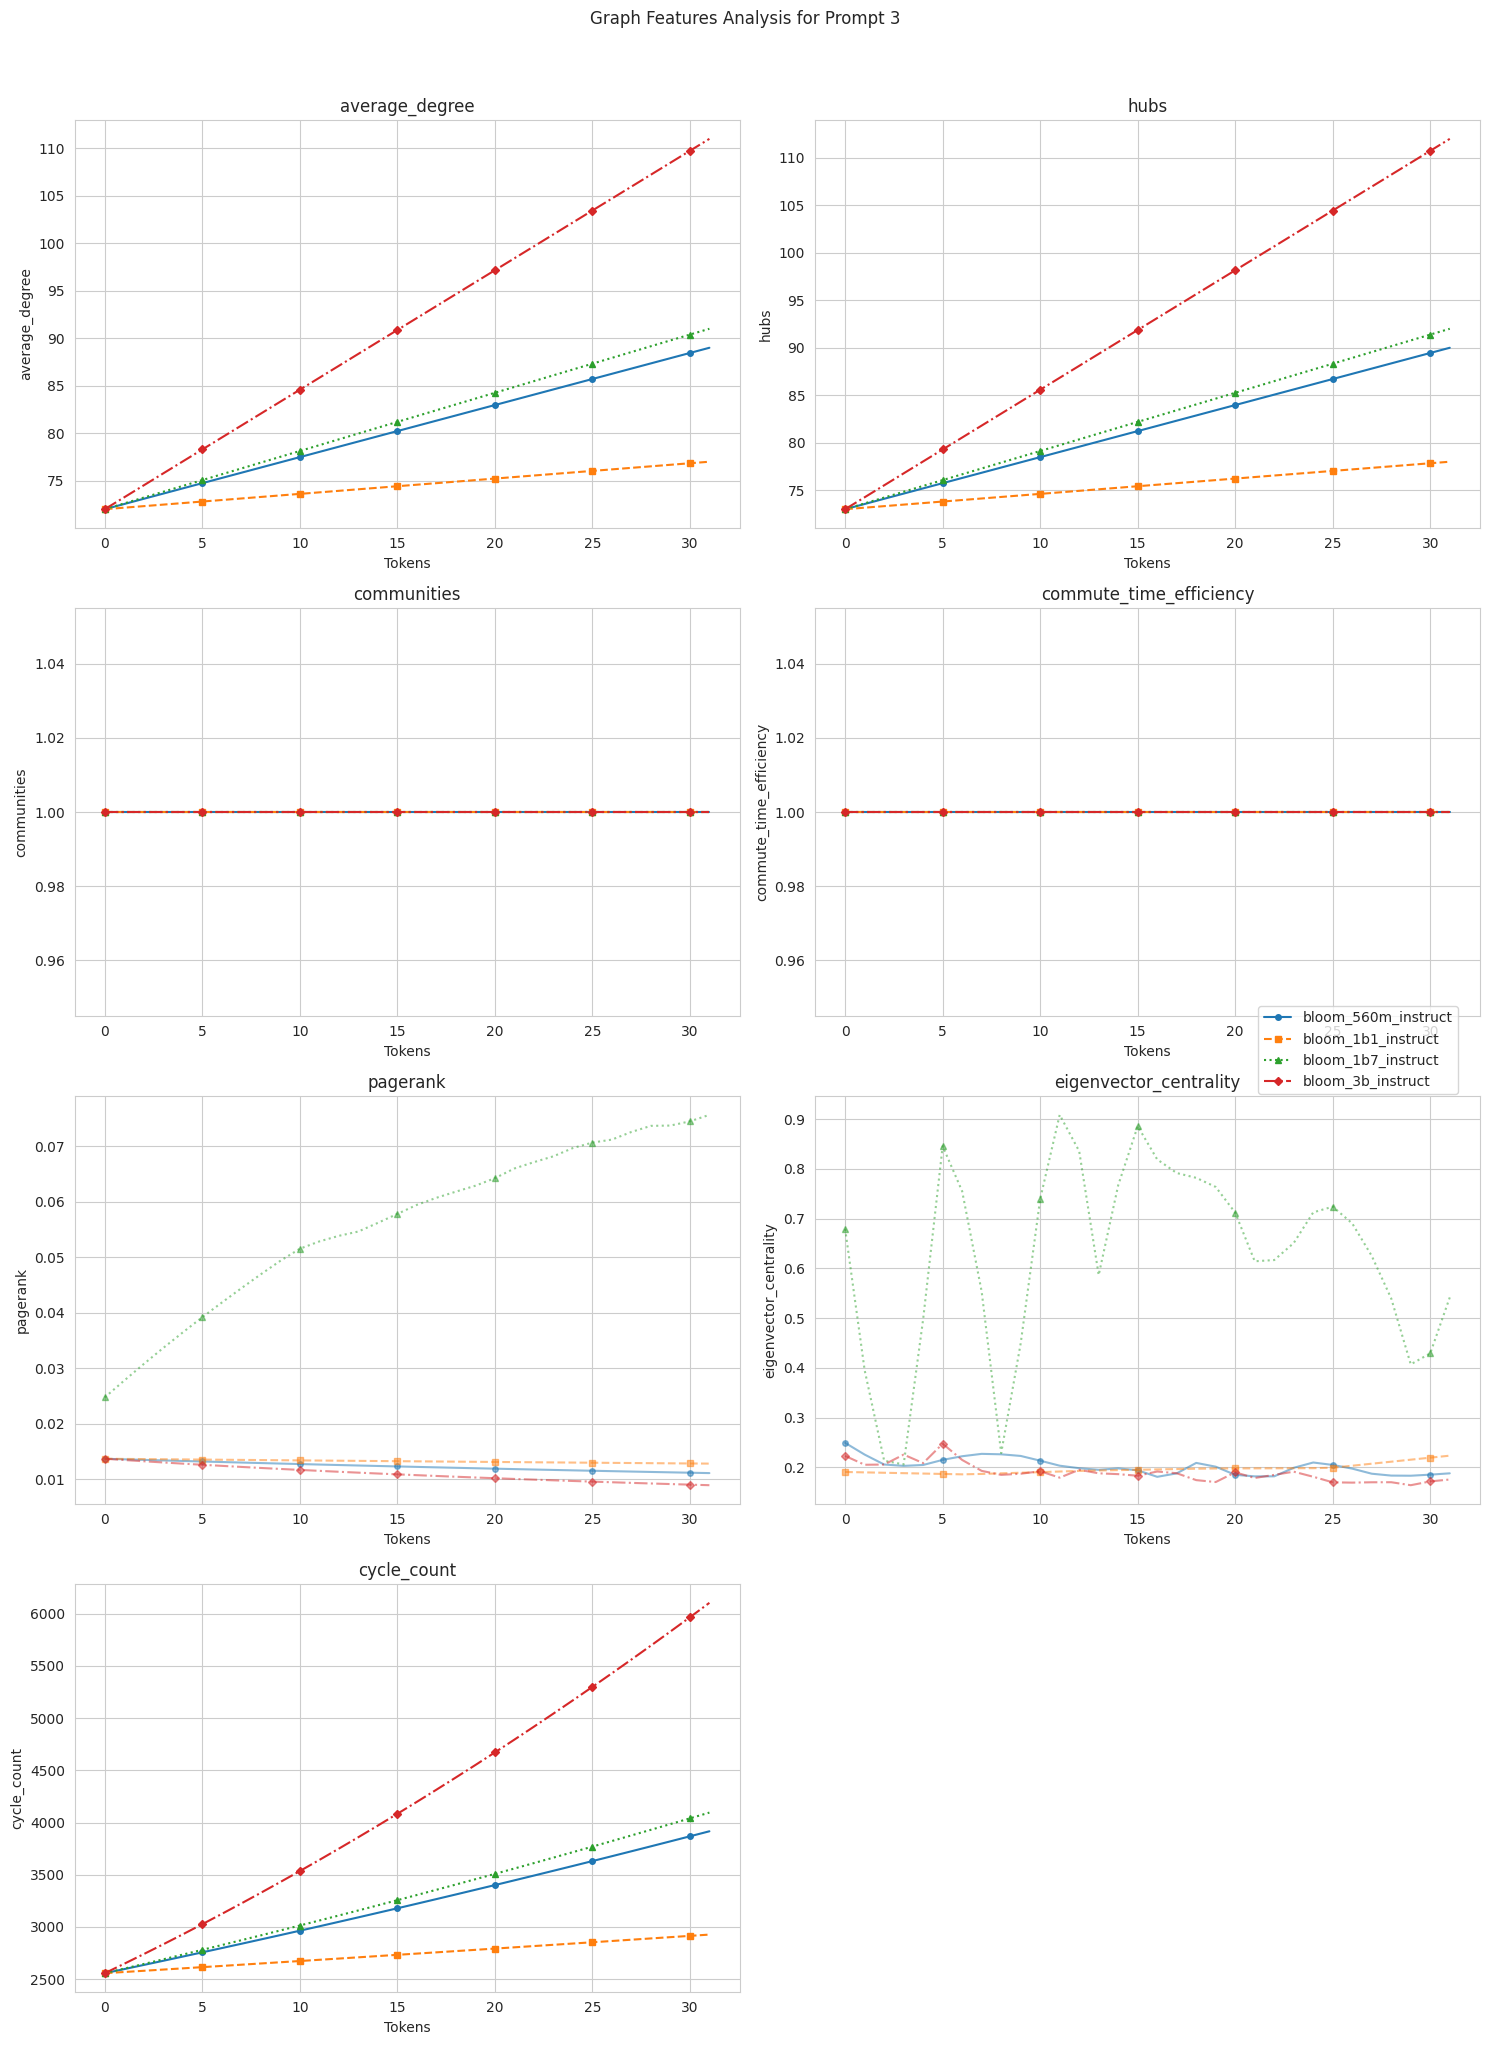 Graph Features Analysis for Prompt 3
average_degree
average_degree
110
105
100
95
90
85
80
75
0 5 10 15 20 25 30
Tokens
hubs
hubs
110
105
100
95
90
85
80
75
0 5 10 15 20 25 30
Tokens
communities
communities
1.04
1.02
1.00
0.98
0.96
0 5 10 15 20 25 30
Tokens
commute_time_efficiency
commute_time_efficiency
1.04
1.02
1.00
0.98
0.96
0 5 10 15 20 25 30
Tokens
bloom_560m_instruct
bloom_1b1_instruct
bloom_1b7_instruct
bloom_3b_instruct
pagerank
pagerank
0.07
0.06
0.05
0.04
0.03
0.02
0.01
0 5 10 15 20 25 30
Tokens
eigenvector_centrality
eigenvector_centrality
0.9
0.8
0.7
0.6
0.5
0.4
0.3
0.2
0 5 10 15 20 25 30
Tokens
cycle_count
cycle_count
6000
5500
5000
4500
4000
3500
3000
2500
0 5 10 15 20 25 30
Tokens